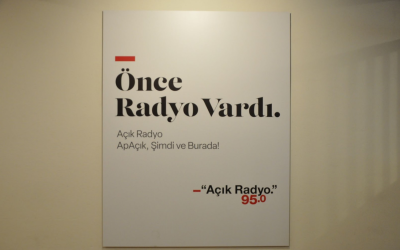 Önce
Radyo Vardı.
Açık Radyo
ApAçık, Şimdi ve Burada!
–“Açık Radyo.”
95.0